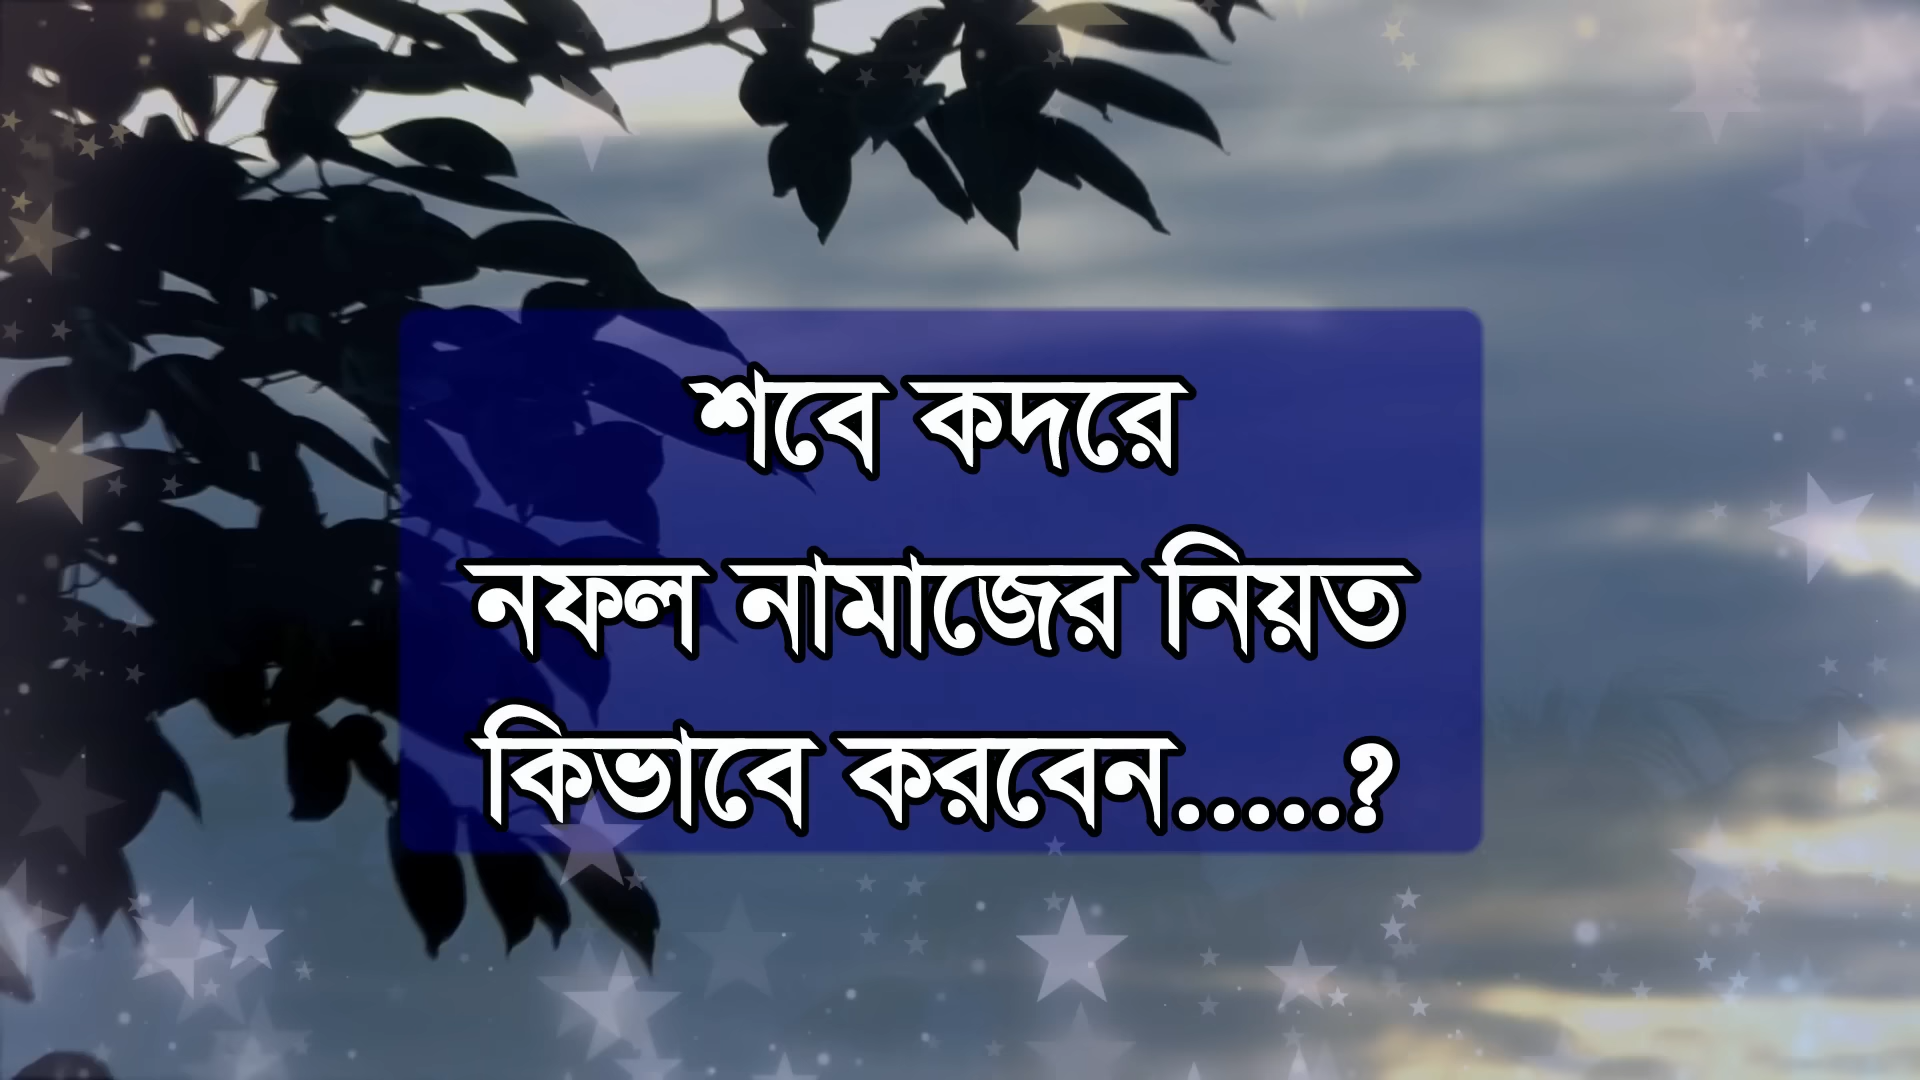 শবে কদরে
নফল নামাজের নিয়ত
কিভাবে করবেন.....?